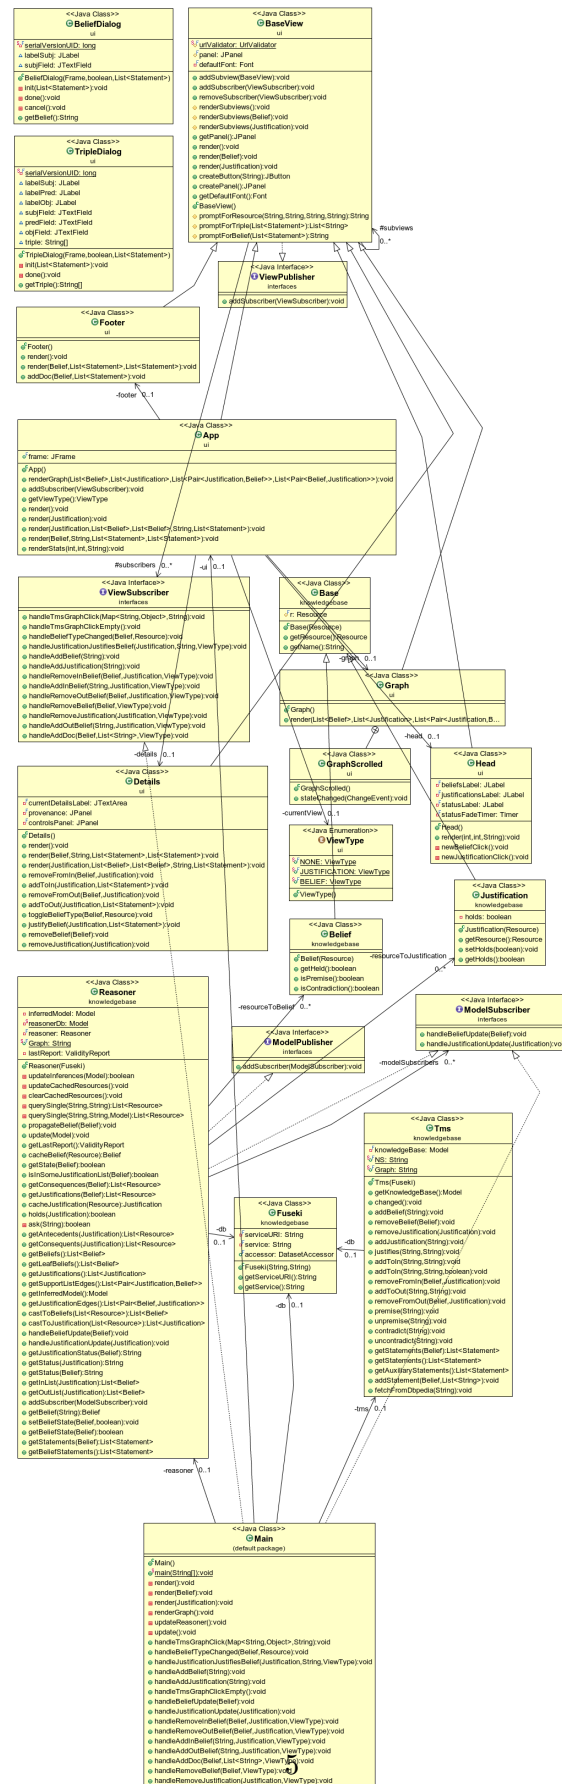 <<Java Class>>
BeliefDialog
ui
serialVersionUID: long
labelSubj: JLabel
subjField: JTextField
BeliefDialog(Frame,boolean,List<Statement>)
init(List<Statement>):void
done():void
cancel():void
getBelief():String
<<Java Class>>
BaseView
ui
urlValidator: UrlValidator
panel: JPanel
defaultFont: Font
addSubview(BaseView):void
addSubscriber(ViewSubscriber):void
removeSubscriber(ViewSubscriber):void
renderSubviews():void
renderSubviews(Belief):void
renderSubviews(Justification):void
getPanel():JPanel
render():void
render(Belief):void
render(Justification):void
createButton(String):JButton
createPanel():JPanel
getDefaultFont():Font
BaseView()
promptForResource(String,String,String,String):String
promptForTriple(List<Statement>):List<String>
promptForBelief(List<Statement>):String
#subviews
0..*
<<Java Class>>
TripleDialog
ui
serialVersionUID: long
labelSubj: JLabel
labelPred: JLabel
labelObj: JLabel
subjField: JTextField
predField: JTextField
objField: JTextField
triple: String[]
TripleDialog(Frame,boolean,List<Statement>)
init(List<Statement>):void
done():void
getTriple():String[]
<<Java Interface>>
ViewPublisher
interfaces
addSubscriber(ViewSubscriber):void
<<Java Class>>
Footer
ui
Footer()
render():void
render(Belief,List<Statement>,List<Statement>):void
addDoc(Belief,List<Statement>):void
-footer 0..1
<<Java Class>>
App
ui
frame: JFrame
App()
renderGraph(List<Belief>,List<Justification>,List<Pair<Justification,Belief>>,List<Pair<Belief,Justification>>):void
addSubscriber(ViewSubscriber):void
getViewType():ViewType
render():void
render(Justification):void
render(Justification,List<Belief>,List<Belief>,String,List<Statement>):void
render(Belief,String,List<Statement>,List<Statement>):void
renderStats(int,int,String):void
#subscribers 0..*
-ui 0..1
<<Java Interface>>
ViewSubscriber
interfaces
handleTmsGraphClick(Map<String,Object>,String):void
handleTmsGraphClickEmpty():void
handleBeliefTypeChanged(Belief,Resource):void
handleJustificationJustifiesBelief(Justification,String,ViewType):void
handleAddBelief(String):void
handleAddJustification(String):void
handleRemoveInBelief(Belief,Justification,ViewType):void
handleAddInBelief(String,Justification,ViewType):void
handleRemoveOutBelief(Belief,Justification,ViewType):void
handleRemoveBelief(Belief,ViewType):void
handleRemoveJustification(Justification,ViewType):void
handleAddOutBelief(String,Justification,ViewType):void
handleAddDoc(Belief,List<String>,ViewType):void
<<Java Class>>
Base
knowledgebase
r: Resource
Base(Resource)
getResource():Resource
getName():String
-graph 0..1
<<Java Class>>
Graph
ui
Graph()
render(List<Belief>,List<Justification>,List<Pair<Justification,B...
-details 0..1
-head 0..1
<<Java Class>>
GraphScrolled
ui
GraphScrolled()
stateChanged(ChangeEvent):void
<<Java Class>>
Head
ui
beliefsLabel: JLabel
justificationsLabel: JLabel
statusLabel: JLabel
statusFadeTimer: Timer
Head()
render(int,int,String):void
newBeliefClick():void
newJustificationClick():void
<<Java Class>>
Details
ui
currentDetailsLabel: JTextArea
provenance: JPanel
controlsPanel: JPanel
Details()
render():void
render(Belief,String,List<Statement>,List<Statement>):void
render(Justification,List<Belief>,List<Belief>,String,List<Statement>):void
removeFromIn(Belief,Justification):void
addToIn(Justification,List<Statement>):void
removeFromOut(Belief,Justification):void
addToOut(Justification,List<Statement>):void
toggleBeliefType(Belief,Resource):void
justifyBelief(Justification,List<Statement>):void
removeBelief(Belief):void
removeJustification(Justification):void
-currentView 0..1
<<Java Enumeration>>
ViewType
ui
NONE: ViewType
JUSTIFICATION: ViewType
BELIEF: ViewType
ViewType()
<<Java Class>>
Justification
knowledgebase
holds: boolean
Justification(Resource)
getResource():Resource
setHolds(boolean):void
getHolds():boolean
<<Java Class>>
Belief
knowledgebase
Belief(Resource)
getHeld():boolean
isPremise():boolean
isContradiction():boolean
-resourceToJustification
0..*
-resourceToBelief 0..*
<<Java Class>>
Reasoner
knowledgebase
inferredModel: Model
reasonerDb: Model
reasoner: Reasoner
Graph: String
lastReport: ValidityReport
Reasoner(Fuseki)
updateInferences(Model):boolean
updateCachedResources():void
clearCachedResources():void
querySingle(String,String):List<Resource>
querySingle(String,String,Model):List<Resource>
propagateBelief(Belief):void
update(Model):void
getLastReport():ValidityReport
cacheBelief(Resource):Belief
getState(Belief):boolean
isInSomeJustificationList(Belief):boolean
getConsequences(Belief):List<Resource>
getJustifications(Belief):List<Resource>
cacheJustification(Resource):Justification
holds(Justification):boolean
ask(String):boolean
getAntecedents(Justification):List<Resource>
getConsequents(Justification):List<Resource>
getBeliefs():List<Belief>
getLeafBeliefs():List<Belief>
getJustifications():List<Justification>
getSupportListEdges():List<Pair<Justification,Belief>>
getInferredModel():Model
getJustificationEdges():List<Pair<Belief,Justification>>
castToBeliefs(List<Resource>):List<Belief>
castToJustification(List<Resource>):List<Justification>
handleBeliefUpdate(Belief):void
handleJustificationUpdate(Justification):void
getJustificationStatus(Belief):String
getStatus(Justification):String
getStatus(Belief):String
getInList(Justification):List<Belief>
getOutList(Justification):List<Belief>
addSubscriber(ModelSubscriber):void
getBelief(String):Belief
setBeliefState(Belief,boolean):void
getBeliefState(Belief):boolean
getStatements(Belief):List<Statement>
getBeliefStatements():List<Statement>
<<Java Interface>>
ModelSubscriber
interfaces
handleBeliefUpdate(Belief):void
handleJustificationUpdate(Justification):vo
<<Java Interface>>
ModelPublisher
interfaces
addSubscriber(ModelSubscriber):void
-modelSubscribers 0..*
<<Java Class>>
Tms
knowledgebase
knowledgeBase: Model
NS: String
Graph: String
Tms(Fuseki)
getKnowledgeBase():Model
changed():void
addBelief(String):void
removeBelief(Belief):void
removeJustification(Justification):void
addJustification(String):void
justifies(String,String):void
addToIn(String,String):void
addToIn(String,String,boolean):void
removeFromIn(Belief,Justification):void
addToOut(String,String):void
removeFromOut(Belief,Justification):void
premise(String):void
unpremise(String):void
contradict(String):void
uncontradict(String):void
getStatements(Belief):List<Statement>
getStatements():List<Statement>
getAuxiliaryStatements():List<Statement>
addStatement(Belief,List<String>):void
fetchFromDbpedia(String):void
<<Java Class>>
Fuseki
knowledgebase
serviceURI: String
service: String
accessor: DatasetAccessor
Fuseki(String,String)
getServiceURI():String
getService():String
-db
0..1
-db
0..1
-db 0..1
-tms 0..1
-reasoner 0..1
<<Java Class>>
Main
(default package)
Main()
main(String[]):void
render():void
render(Belief):void
render(Justification):void
renderGraph():void
updateReasoner():void
update():void
handleTmsGraphClick(Map<String,Object>,String):void
handleBeliefTypeChanged(Belief,Resource):void
handleJustificationJustifiesBelief(Justification,String,ViewType):void
handleAddBelief(String):void
handleAddJustification(String):void
handleTmsGraphClickEmpty():void
handleBeliefUpdate(Belief):void
handleJustificationUpdate(Justification):void
handleRemoveInBelief(Belief,Justification,ViewType):void
handleRemoveOutBelief(Belief,Justification,ViewType):void
handleAddInBelief(String,Justification,ViewType):void
handleAddOutBelief(String,Justification,ViewType):void
handleAddDoc(Belief,List<String>,ViewType):void
handleRemoveBelief(Belief,ViewType):void
handleRemoveJustification(Justification,ViewType):void
5